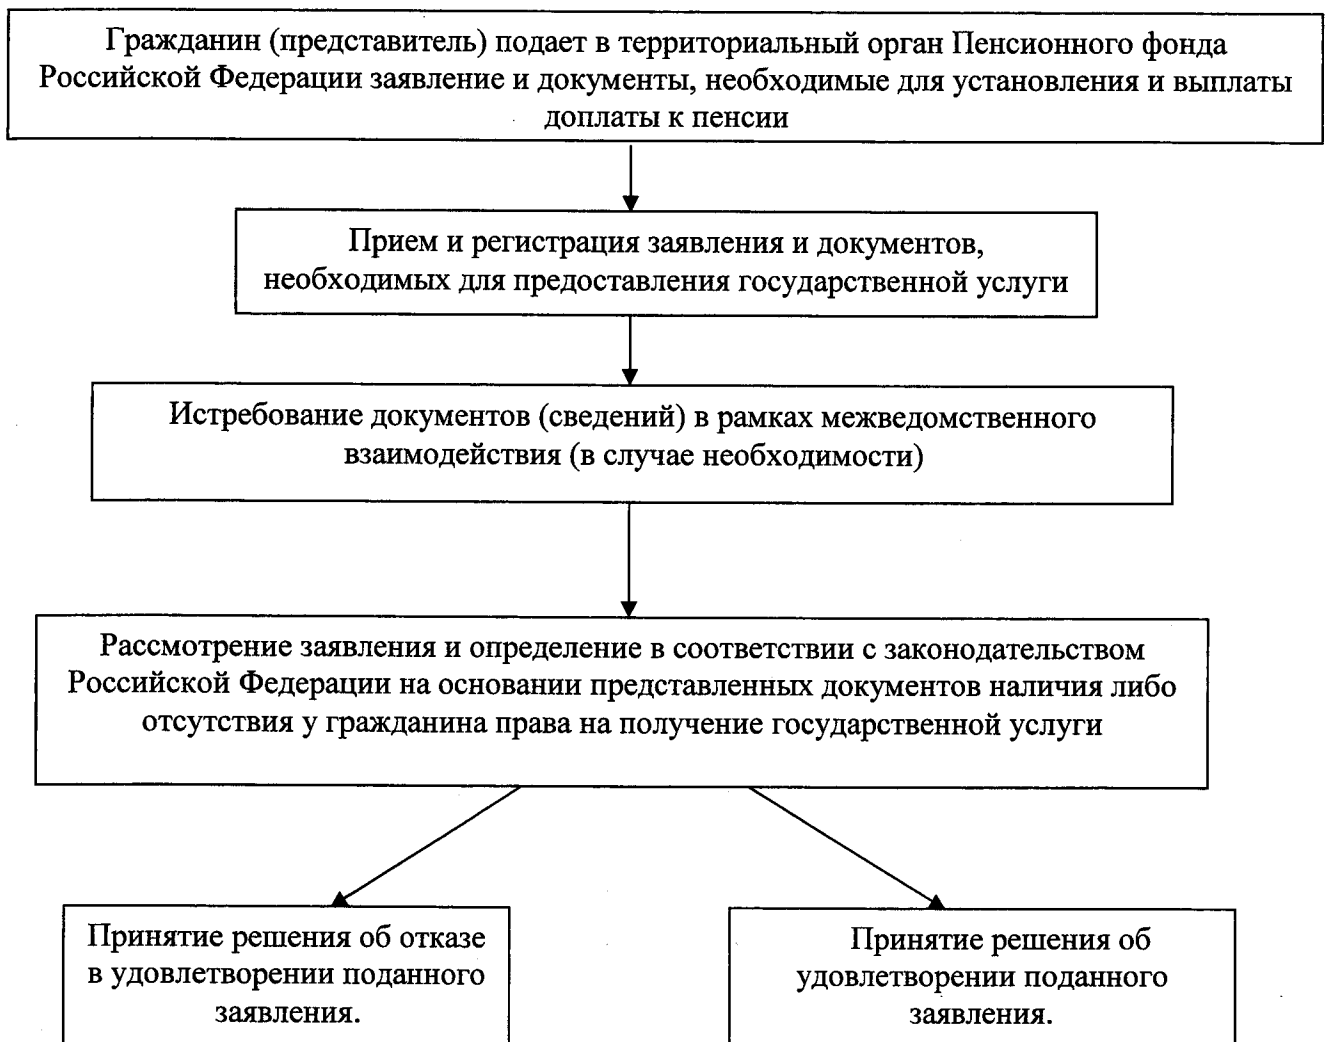 Гражданин (представитель) подает в территориальный орган Пенсионного фонда
Российской Федерации заявление и документы, необходимые для установления и выплаты
доплаты к пенсии
Прием и регистрация заявления и документов,
необходимых для предоставления государственной услуги
Истребование документов (сведений) в рамках межведомственного
взаимодействия (в случае необходимости)
Рассмотрение заявления и определение в соответствии с законодательством
Российской Федерации на основании представленных документов наличия либо
отсутствия у гражданина права на получение государственной услуги
Принятие решения об отказе
в удовлетворении поданного
заявления.
Принятие решения об
удовлетворении поданного
заявления.